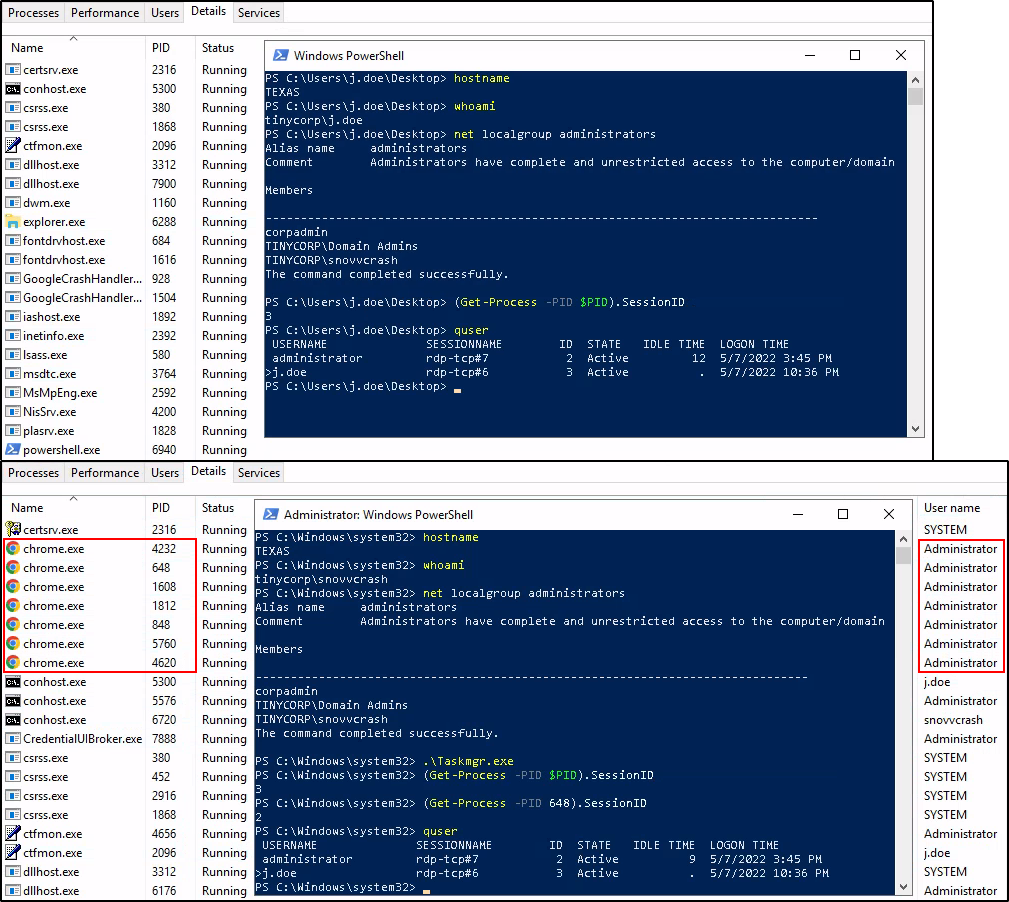 Processes Performance Users Details Services
Name PID Status
certsrv.exe 2316 Running
conhost.exe 5300 Running
csrss.exe 380 Running
csrss.exe 1868 Running
ctfmon.exe 2096 Running
dllhost.exe 3312 Running
dllhost.exe 7900 Running
dwm.exe 1160 Running
explorer.exe 6288 Running
fontdrvhost.exe 684 Running
fontdrvhost.exe 1616 Running
GoogleCrashHandler... 928 Running
GoogleCrashHandler... 1504 Running
iashost.exe 1892 Running
inetinfo.exe 2392 Running
lsass.exe 580 Running
msdtc.exe 3764 Running
MsMpEng.exe 2592 Running
NisSrv.exe 4200 Running
plasrv.exe 1828 Running
powershell.exe 6940 Running
Windows PowerShell
PS C:\Users\j.doe\Desktop> hostname
TEXAS
PS C:\Users\j.doe\Desktop> whoami
tinycorp\j.doe
PS C:\Users\j.doe\Desktop> net localgroup administrators
Alias name administrators
Comment Administrators have complete and unrestricted access to the computer/domain
Members
-------------------------------------------------------------------------------
corpadmin
TINYCORP\Domain Admins
TINYCORP\snovvcrash
The command completed successfully.
PS C:\Users\j.doe\Desktop> (Get-Process -PID $PID).SessionID
3
PS C:\Users\j.doe\Desktop> quser
USERNAME SESSIONNAME ID STATE IDLE TIME LOGON TIME
administrator rdp-tcp#7 2 Active 12 5/7/2022 3:45 PM
>j.doe rdp-tcp#6 3 Active . 5/7/2022 10:36 PM
PS C:\Users\j.doe\Desktop> _
Processes Performance Users Details Services
Name PID Status User name
certsrv.exe 2316 Running SYSTEM
chrome.exe 4232 Running Administrator
chrome.exe 648 Running Administrator
chrome.exe 1608 Running Administrator
chrome.exe 1812 Running Administrator
chrome.exe 848 Running Administrator
chrome.exe 5760 Running Administrator
chrome.exe 4620 Running Administrator
conhost.exe 5300 Running j.doe
conhost.exe 5576 Running Administrator
conhost.exe 6720 Running snovvcrash
CredentialUIBroker.exe 7888 Running Administrator
csrss.exe 380 Running SYSTEM
csrss.exe 452 Running SYSTEM
csrss.exe 2916 Running SYSTEM
csrss.exe 1868 Running SYSTEM
ctfmon.exe 4656 Running Administrator
ctfmon.exe 2096 Running j.doe
dllhost.exe 3312 Running SYSTEM
dllhost.exe 6176 Running Administrator
Administrator: Windows PowerShell
PS C:\Windows\system32> hostname
TEXAS
PS C:\Windows\system32> whoami
tinycorp\snovvcrash
PS C:\Windows\system32> net localgroup administrators
Alias name administrators
Comment Administrators have complete and unrestricted access to the computer/domain
Members
-------------------------------------------------------------------------------
corpadmin
TINYCORP\Domain Admins
TINYCORP\snovvcrash
The command completed successfully.
PS C:\Windows\system32> .\Taskmgr.exe
PS C:\Windows\system32> (Get-Process -PID $PID).SessionID
3
PS C:\Windows\system32> (Get-Process -PID 648).SessionID
2
PS C:\Windows\system32> quser
USERNAME SESSIONNAME ID STATE IDLE TIME LOGON TIME
administrator rdp-tcp#7 2 Active 9 5/7/2022 3:45 PM
>j.doe rdp-tcp#6 3 Active . 5/7/2022 10:36 PM
PS C:\Windows\system32> _